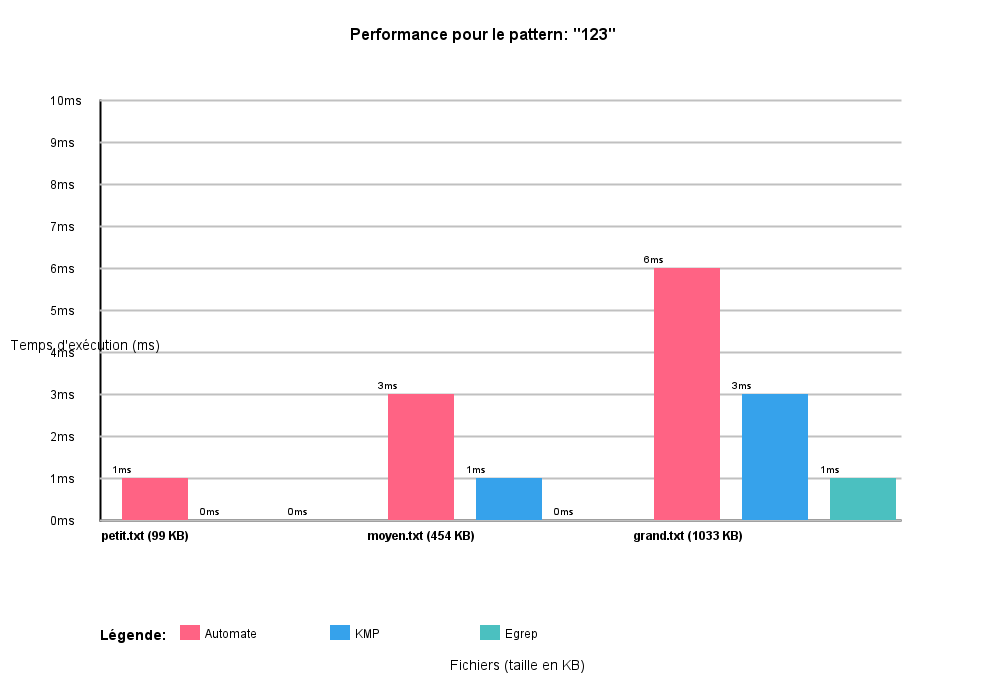 Performance pour le pattern: "123"
10ms
9ms
8ms
7ms
6ms
6ms
5ms
Temps d'exécution (ms)
4ms
3ms
3ms
3ms
2ms
1ms
1ms
1ms
1ms
0ms
0ms
0ms
0ms
petit.txt (99 KB)
moyen.txt (454 KB)
grand.txt (1033 KB)
Légende:
Automate
KMP
Egrep
Fichiers (taille en KB)